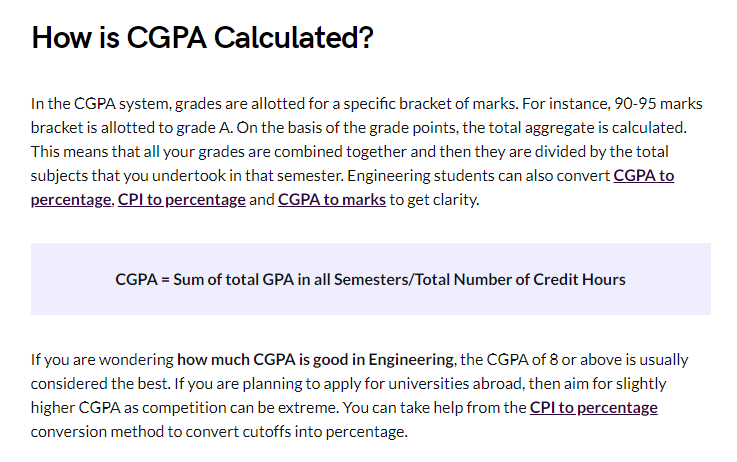 How is CGPA Calculated?
In the CGPA system, grades are allotted for a specific bracket of marks. For instance, 90-95 marks
bracket is allotted to grade A. On the basis of the grade points, the total aggregate is calculated.
This means that all your grades are combined together and then they are divided by the total
subjects that you undertook in that semester. Engineering students can also convert CGPA to
percentage, CPI to percentage and CGPA to marks to get clarity.
CGPA = Sum of total GPA in all Semesters/Total Number of Credit Hours
If you are wondering how much CGPA is good in Engineering, the CGPA of 8 or above is usually
considered the best. If you are planning to apply for universities abroad, then aim for slightly
higher CGPA as competition can be extreme. You can take help from the CPI to percentage
conversion method to convert cutoffs into percentage.